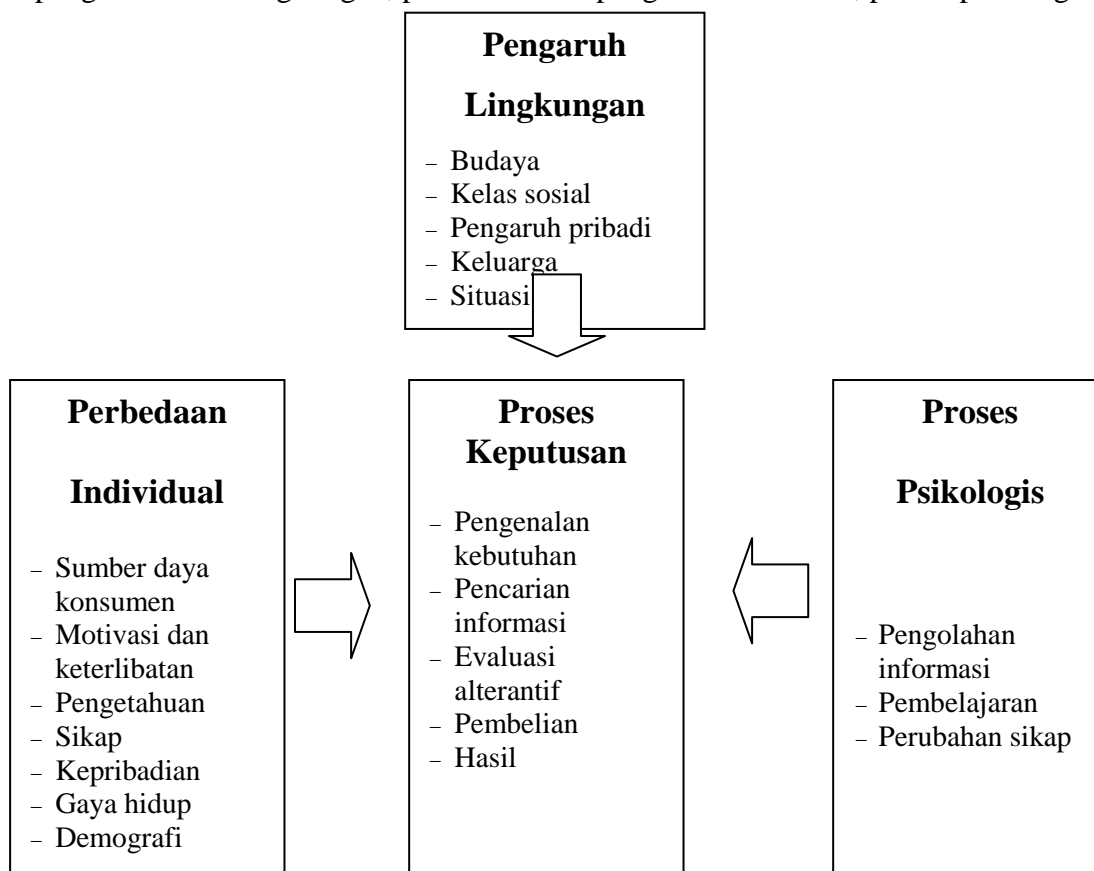 Pengaruh
Lingkungan
– Budaya
– Kelas sosial
– Pengaruh pribadi
– Keluarga
– Situasi
Perbedaan
Individual
– Sumber daya
konsumen
– Motivasi dan
keterlibatan
– Pengetahuan
– Sikap
– Kepribadian
– Gaya hidup
– Demografi
Proses
Keputusan
– Pengenalan
kebutuhan
– Pencarian
informasi
– Evaluasi
alterantif
– Pembelian
– Hasil
Proses
Psikologis
– Pengolahan
informasi
– Pembelajaran
– Perubahan sikap